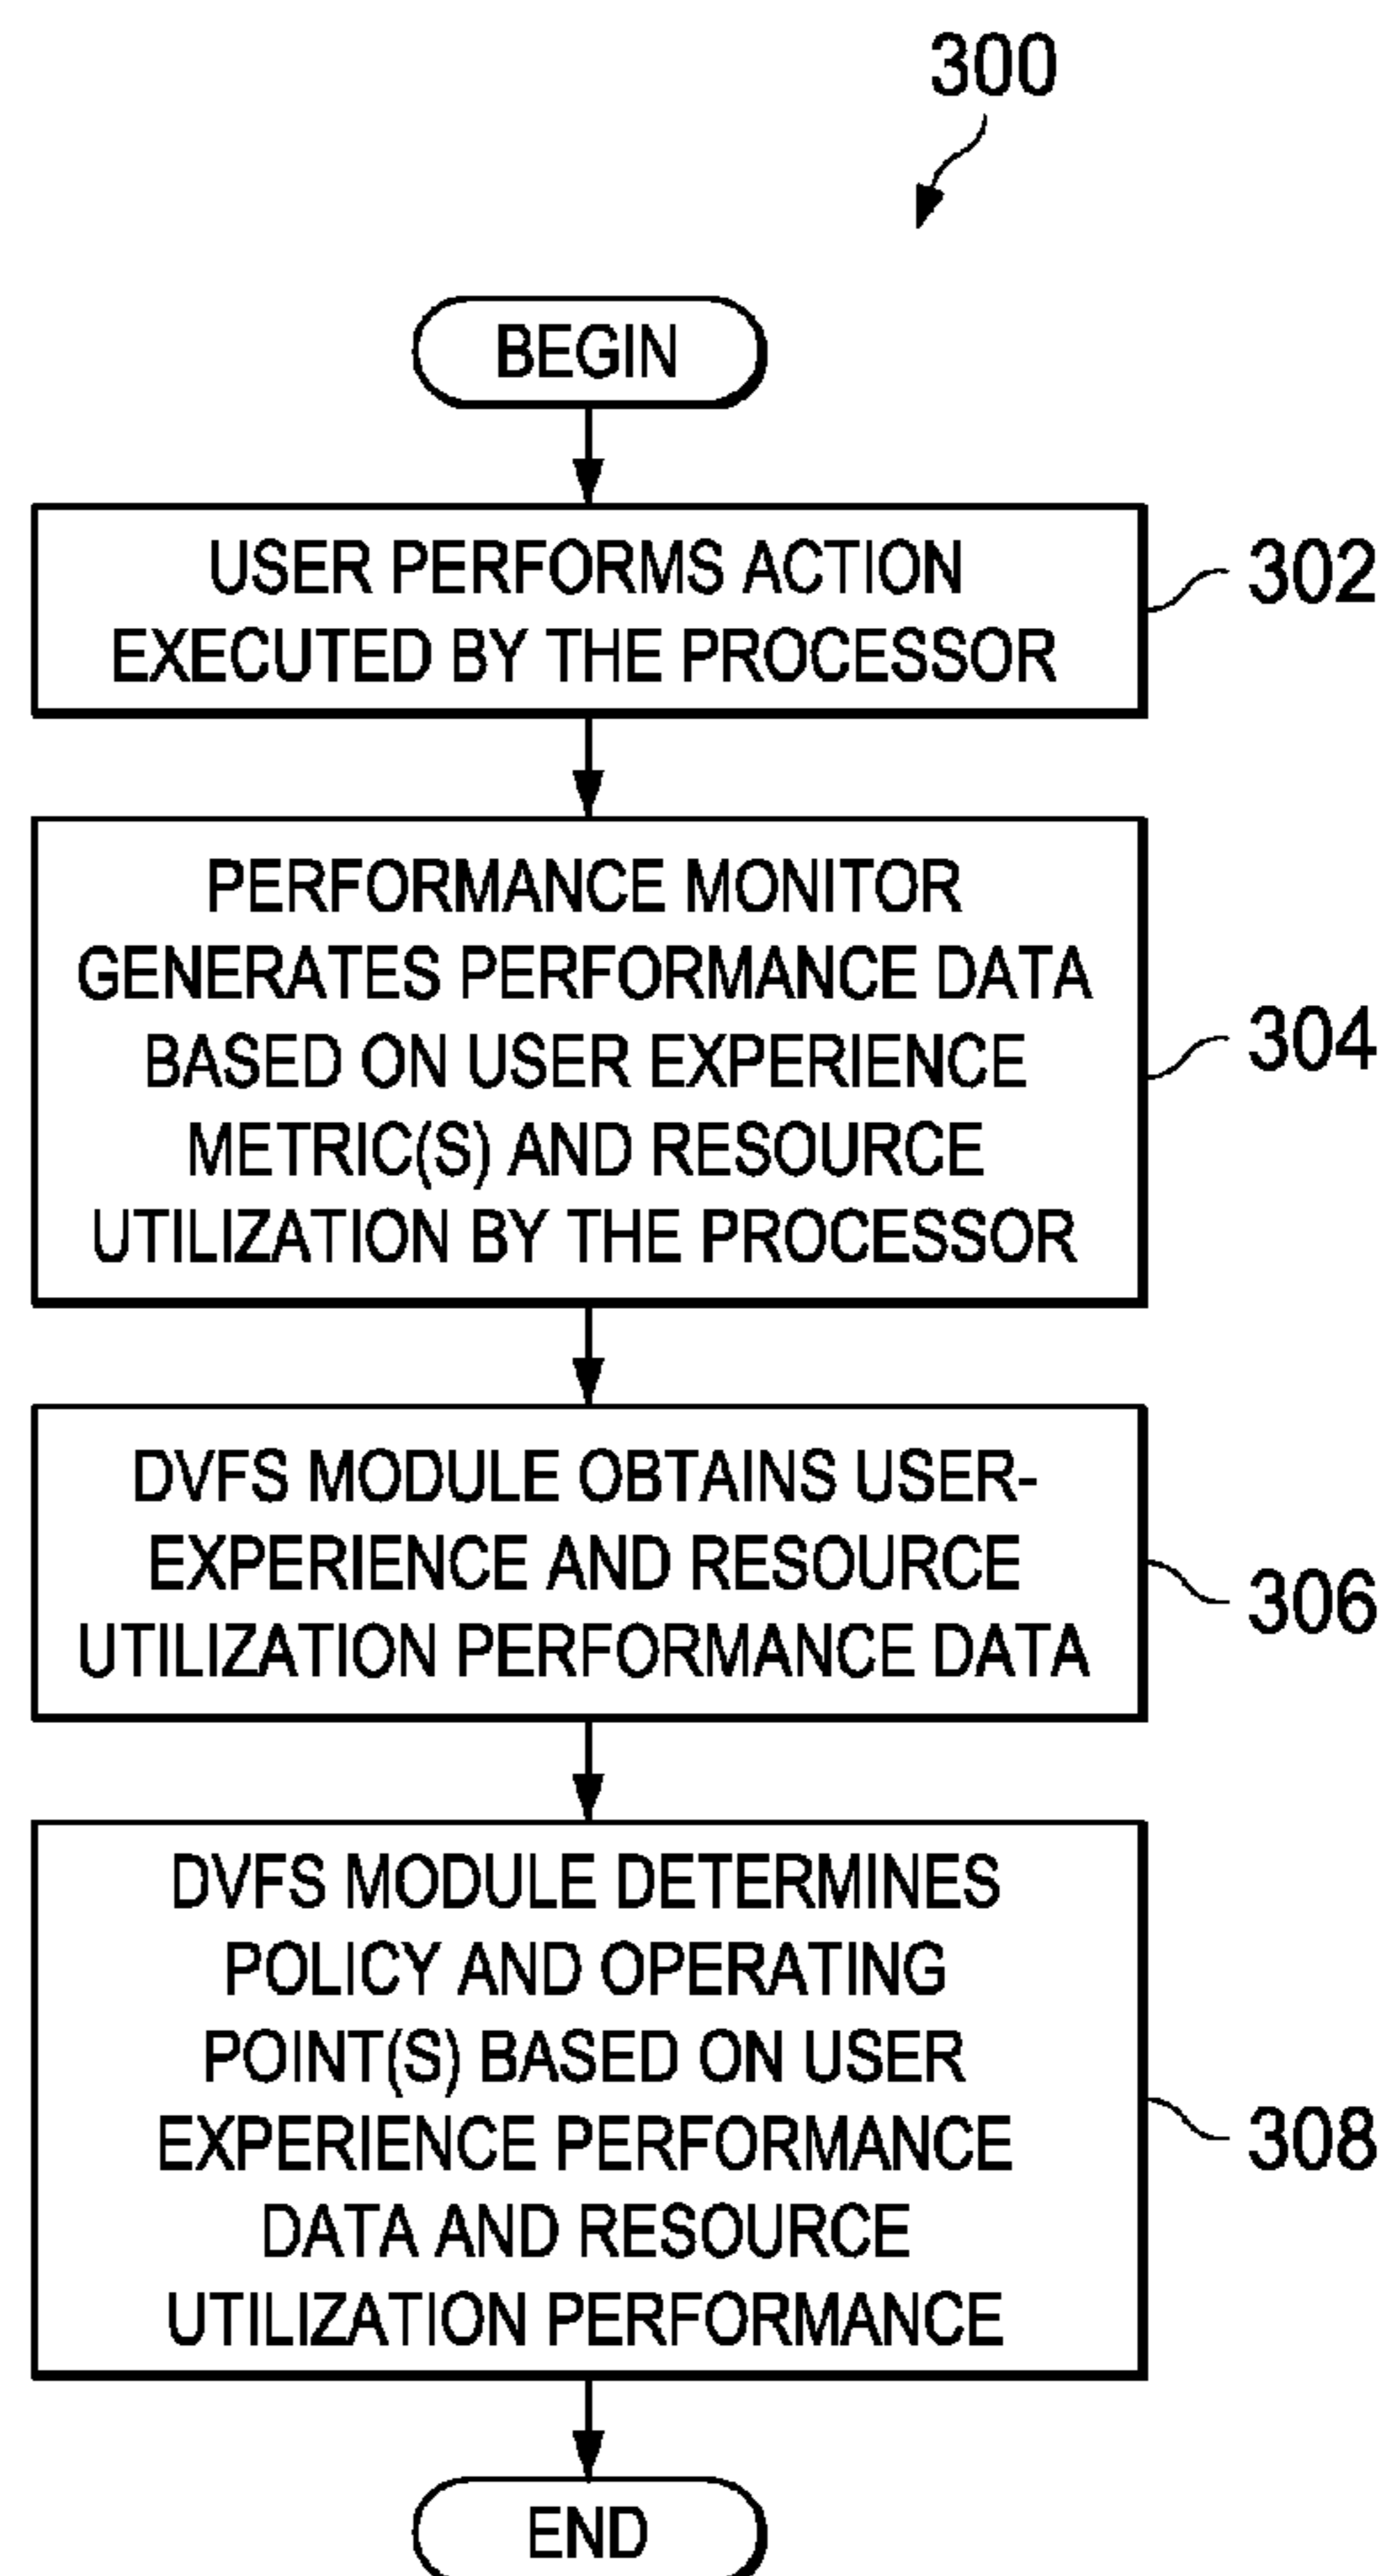 300
BEGIN
USER PERFORMS ACTION
EXECUTED BY THE PROCESSOR
302
PERFORMANCE MONITOR
GENERATES PERFORMANCE DATA
BASED ON USER EXPERIENCE
METRIC(S) AND RESOURCE
UTILIZATION BY THE PROCESSOR
304
DVFS MODULE OBTAINS USER-
EXPERIENCE AND RESOURCE
UTILIZATION PERFORMANCE DATA
306
DVFS MODULE DETERMINES
POLICY AND OPERATING
POINT(S) BASED ON USER
EXPERIENCE PERFORMANCE
DATA AND RESOURCE
UTILIZATION PERFORMANCE
308
END